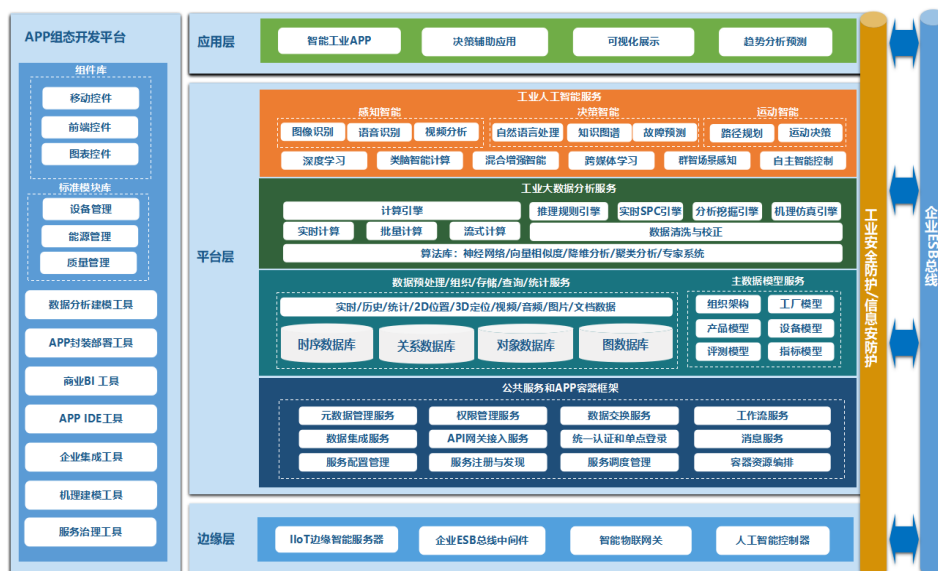 APP组态开发平台
组件库
移动控件
前端控件
图表控件
标准模块库
设备管理
能源管理
质量管理
数据分析建模工具
APP封装部署工具
商业BI 工具
APP IDE工具
企业集成工具
机理建模工具
服务治理工具
应用层
智能工业APP
决策辅助应用
可视化展示
趋势分析预测
平台层
工业人工智能服务
感知智能
决策智能
运动智能
图像识别
语音识别
视频分析
自然语言处理
知识图谱
故障预测
路径规划
运动决策
深度学习
类脑智能计算
混合增强智能
跨媒体学习
群智场景感知
自主智能控制
工业大数据分析服务
计算引擎
推理规则引擎
实时SPC引擎
分析挖掘引擎
机理仿真引擎
实时计算
批量计算
流式计算
数据清洗与校正
算法库：神经网络/向量相似度/降维分析/聚类分析/专家系统
数据预处理/组织/存储/查询/统计服务
实时/历史/统计/2D位置/3D定位/视频/音频/图片/文档数据
时序数据库
关系数据库
对象数据库
图数据库
主数据模型服务
组织架构
工厂模型
产品模型
设备模型
评测模型
指标模型
公共服务和APP容器框架
元数据管理服务
权限管理服务
数据交换服务
工作流服务
数据集成服务
API网关接入服务
统一认证和单点登录
消息服务
服务配置管理
服务注册与发现
服务调度管理
容器资源编排
边缘层
IIoT边缘智能服务器
企业ESB总线中间件
智能物联网关
人工智能控制器
工业安全防护/信息安防护
企业ESB总线